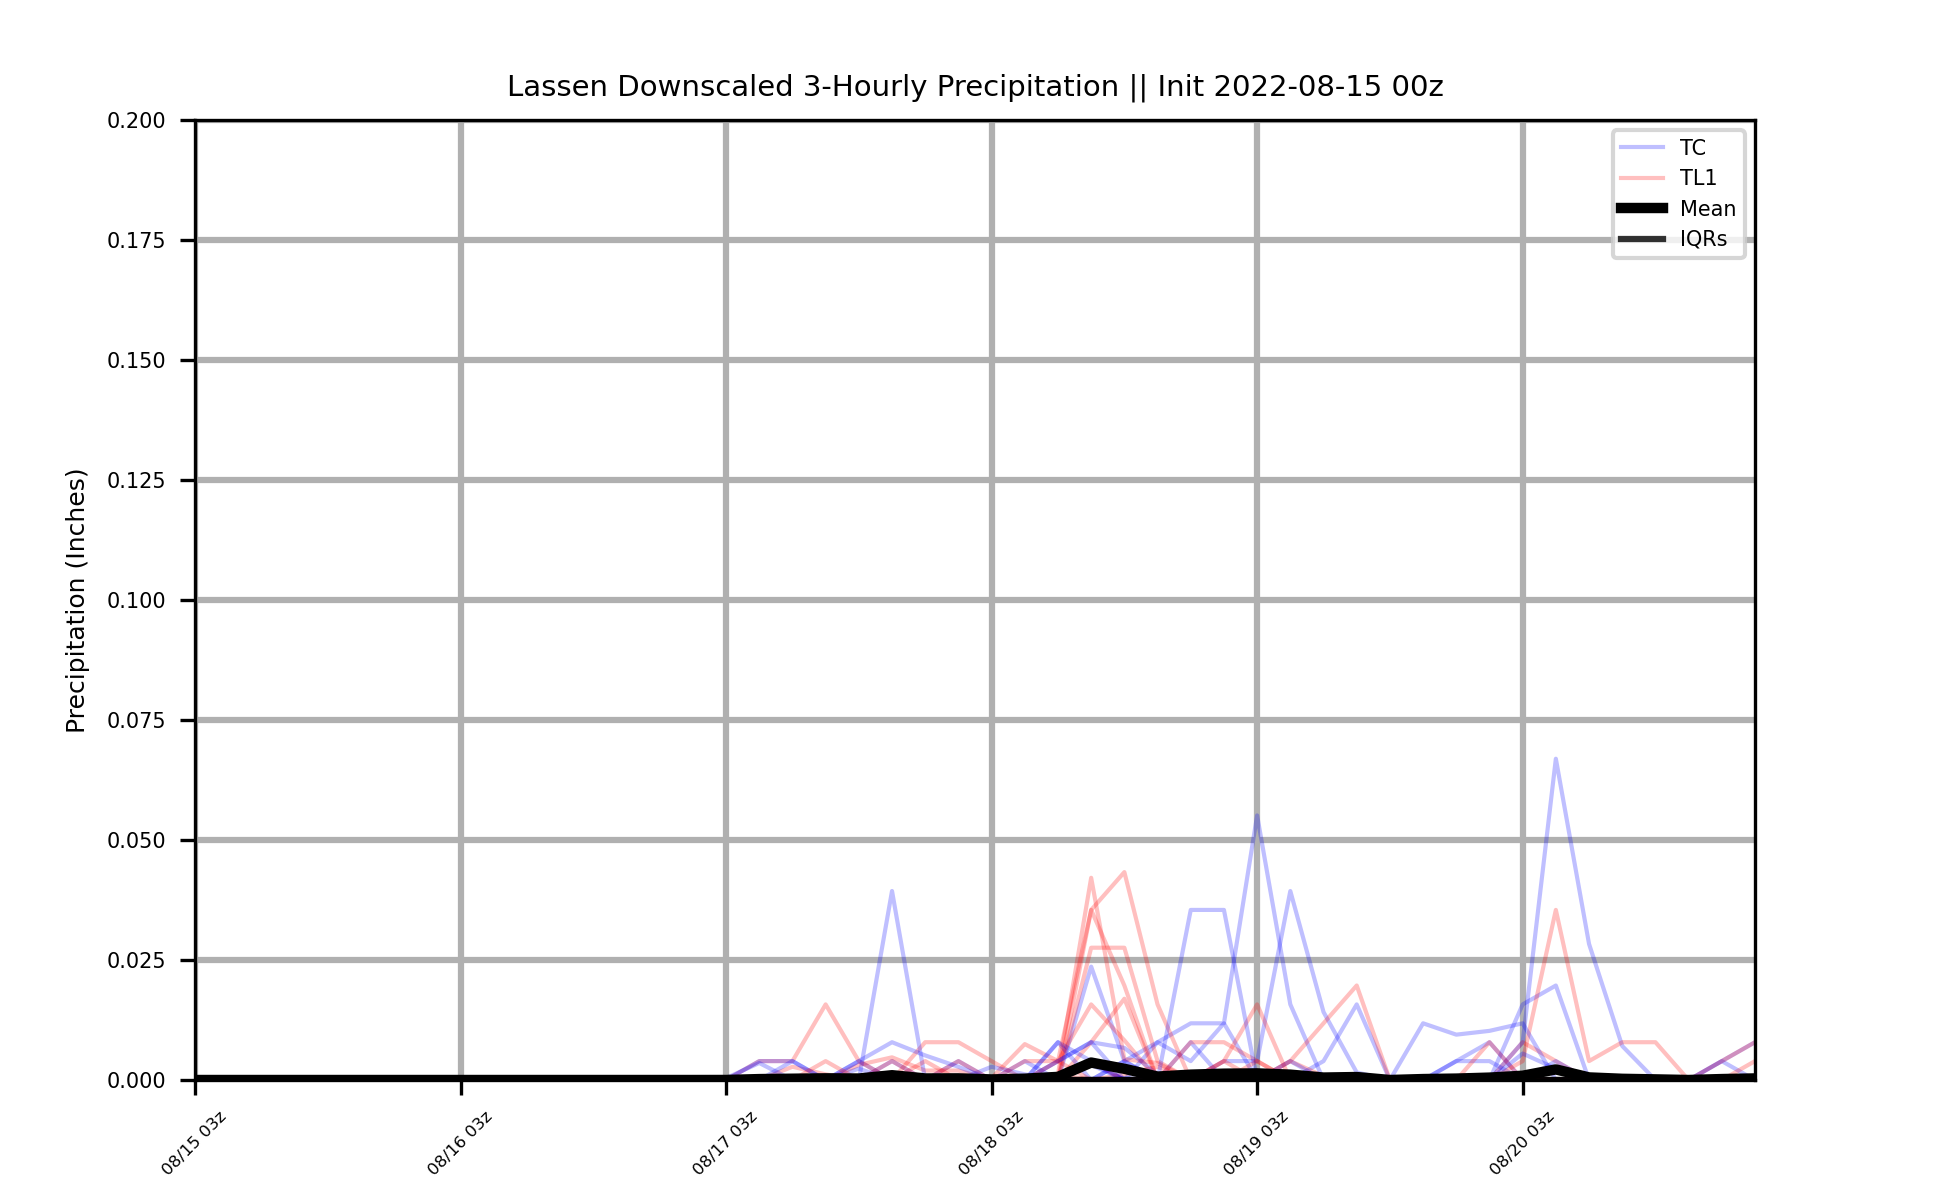 Lassen Downscaled 3-Hourly Precipitation || Init 2022-08-15 00z
TC
TL1
Mean
IQRs
Precipitation (Inches)
0.200
0.175
0.150
0.125
0.100
0.075
0.050
0.025
0.000
08/15 03z
08/16 03z
08/17 03z
08/18 03z
08/19 03z
08/20 03z